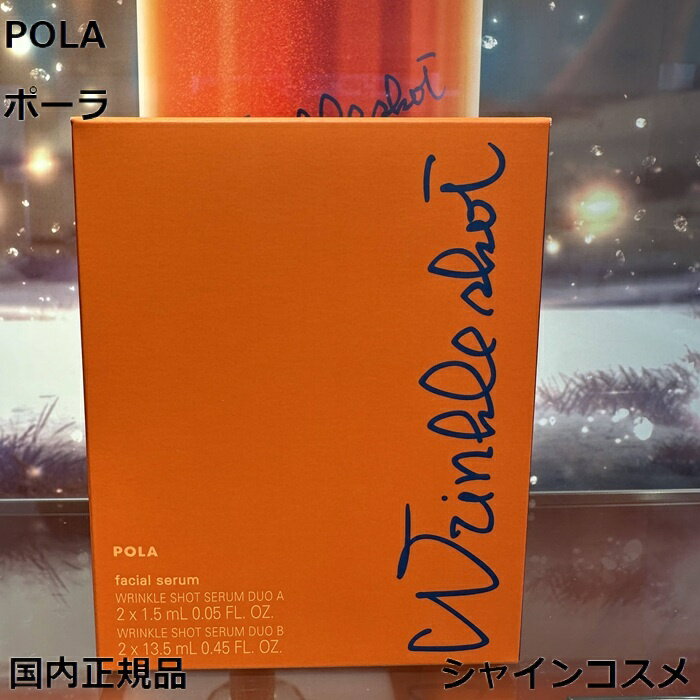 POLA
ポーラ
Wrinkle shot
POLA
facial serum
WRINKLE SHOT SERUM DUO A
2 x 1.5 mL 0.05 FL. OZ.
WRINKLE SHOT SERUM DUO B
2 x 13.5 mL 0.45 FL. OZ.
国内正規品
シャインコスメ